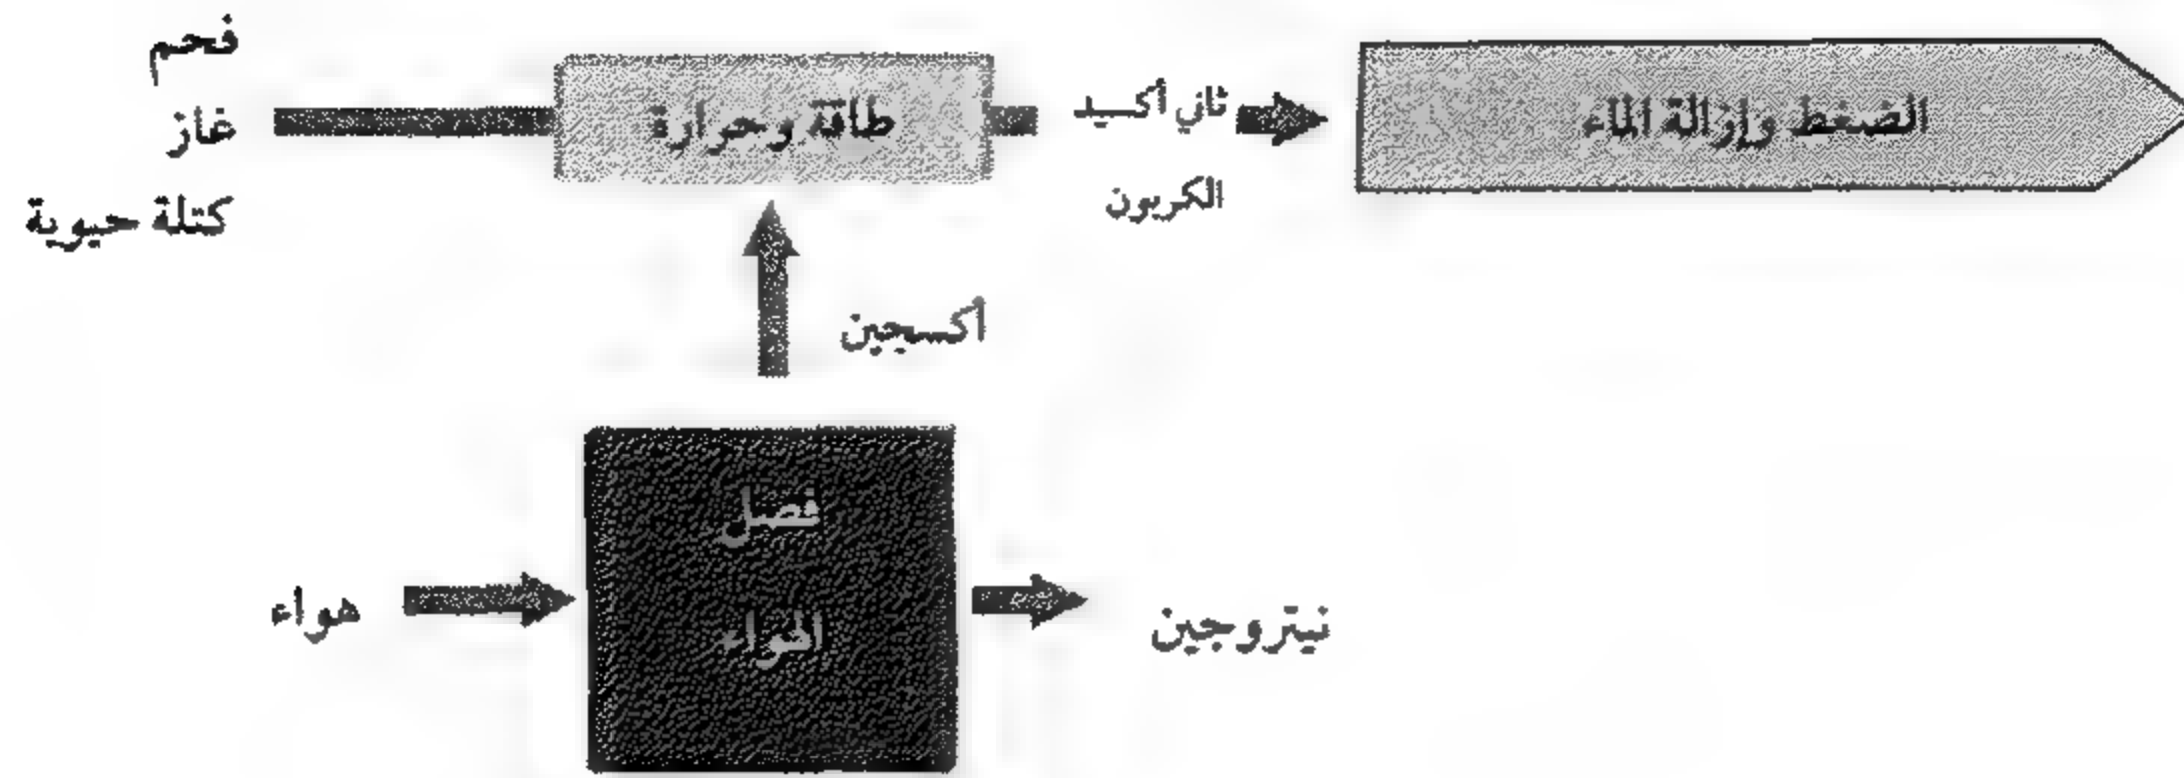 فحم
غاز
كتلة حيوية
طاقة وحرارة
ثاني أكسيد
الكربون
الضغط وإزالة الماء
أكسجين
فصل
الهواء
هواء
نيتروجين